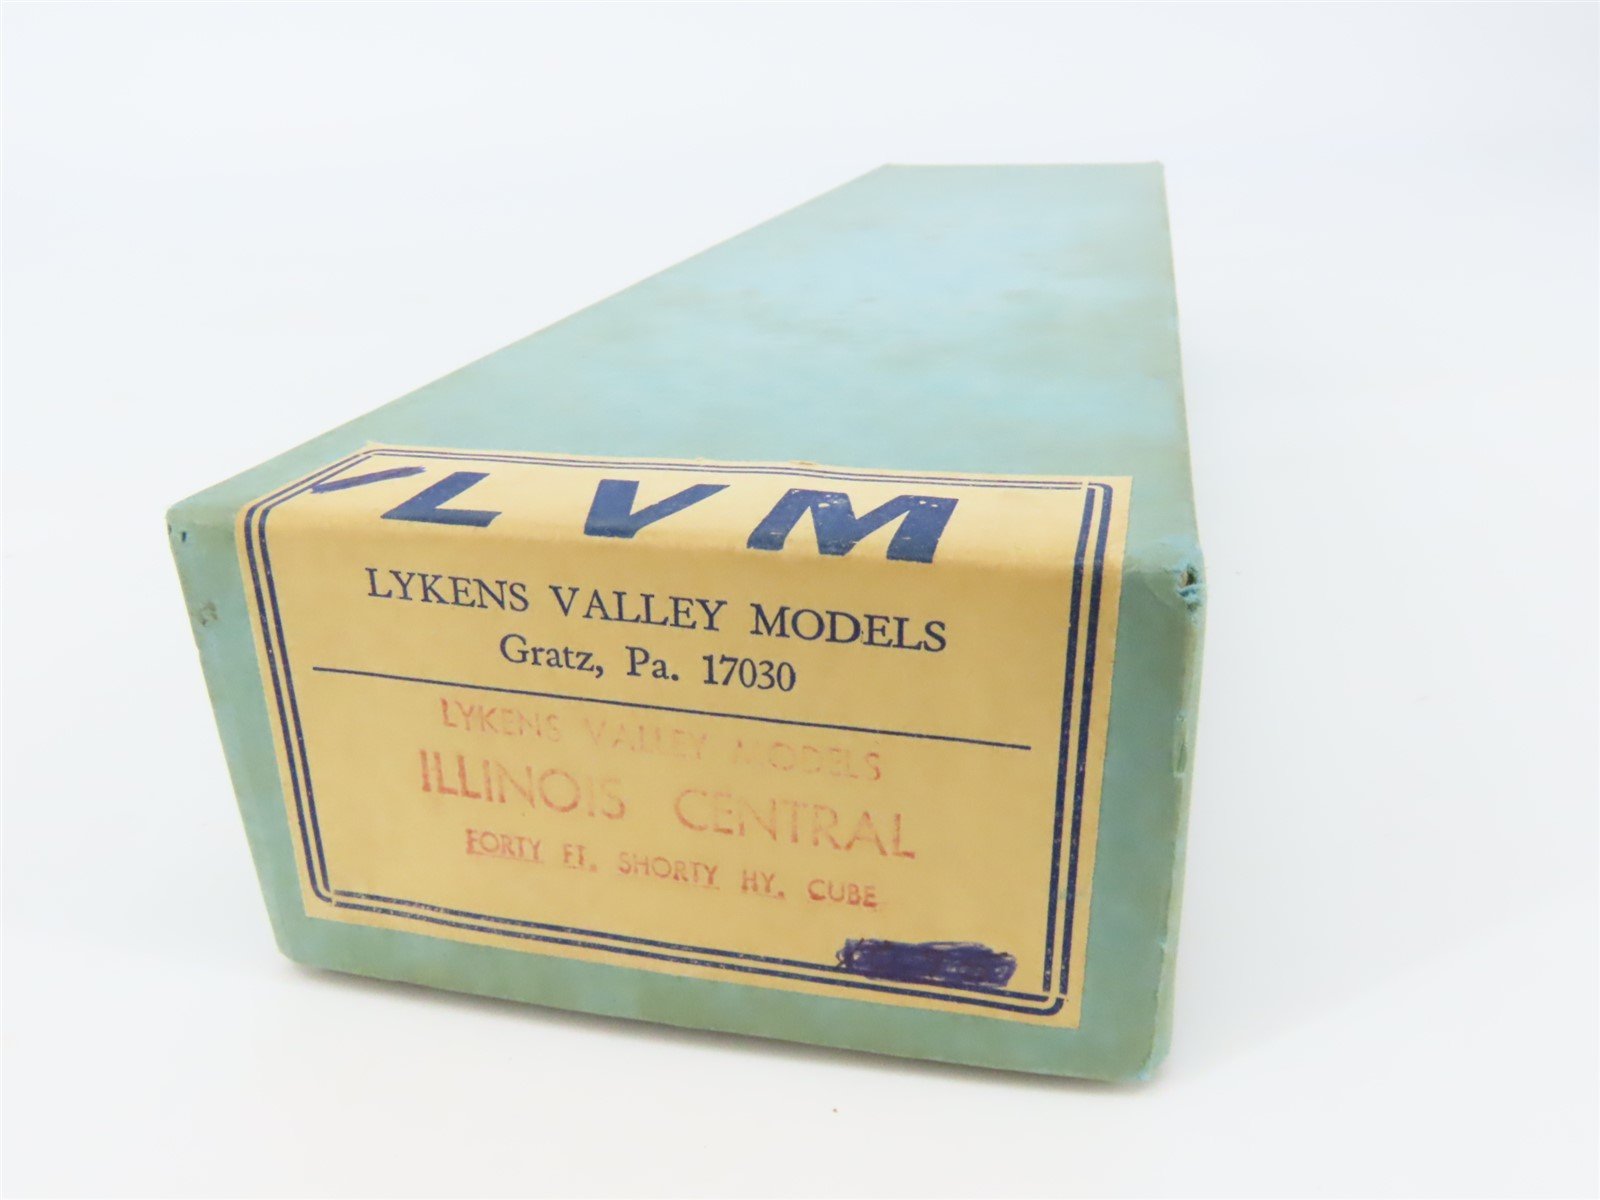 LVM
LYKENS VALLEY MODELS
Gratz, Pa. 17030
LYKENS VALLEY MODELS
ILLINOIS CENTRAL
FORTY FT. SHORTY HY. CUBE